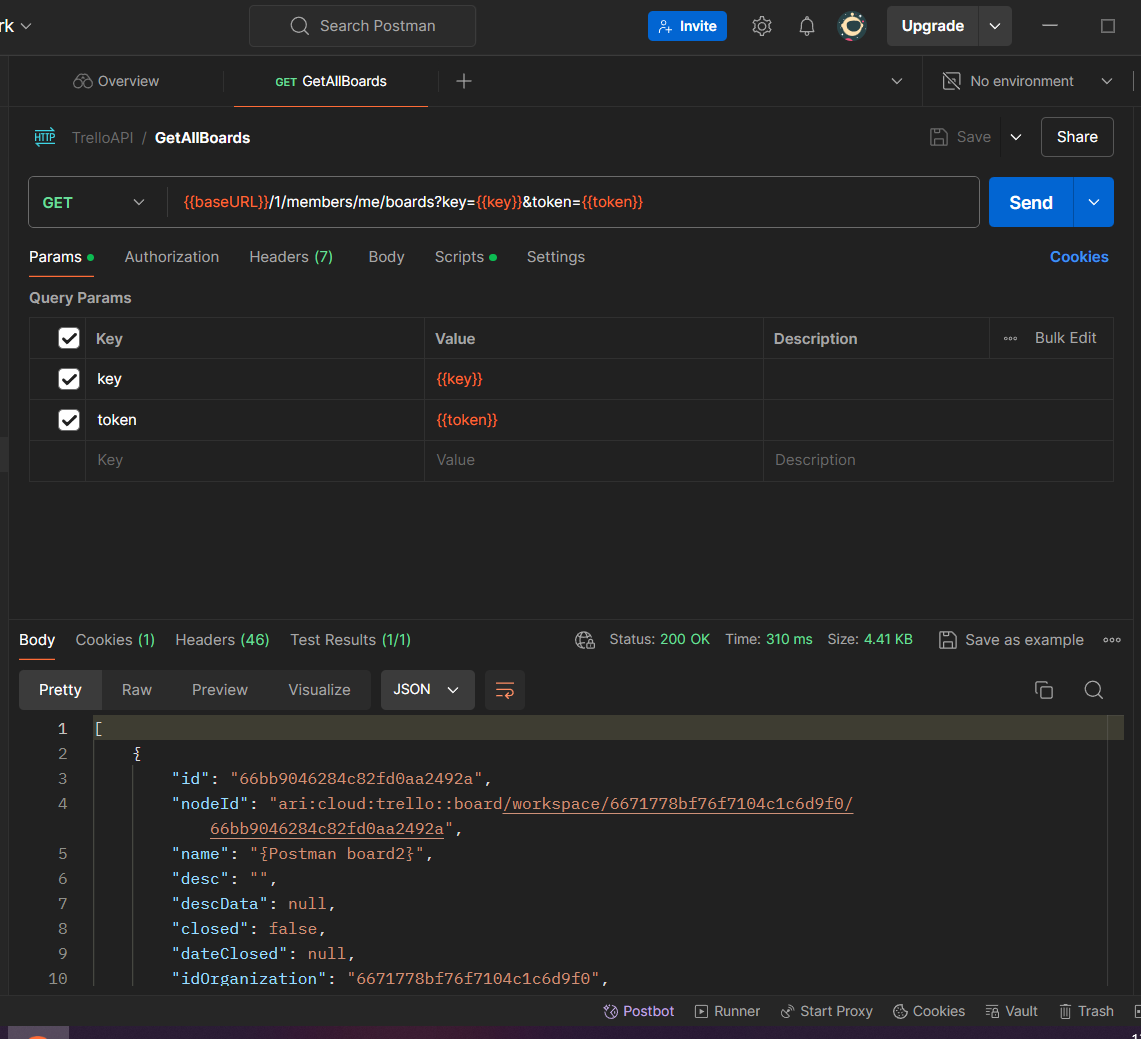 rk
Search Postman
Invite
Upgrade
Overview
GET GetAllBoards
No environment
HTTP
TrelloAPI / GetAllBoards
Save
Share
GET
{{baseURL}}/1/members/me/boards?key={{key}}&token={{token}}
Send
Params
Authorization
Headers (7)
Body
Scripts
Settings
Cookies
Query Params
Key Value Description Bulk Edit
key {{key}}
token {{token}}
Key Value Description
Body Cookies (1) Headers (46) Test Results (1/1) Status: 200 OK Time: 310 ms Size: 4.41 KB Save as example
Pretty Raw Preview Visualize JSON
1 [
2 {
3 "id": "66bb9046284c82fd0aa2492a",
4 "nodeId": "ari:cloud:trello::board/workspace/6671778bf76f7104c1c6d9f0/
66bb9046284c82fd0aa2492a",
5 "name": "{Postman board2}",
6 "desc": "",
7 "descData": null,
8 "closed": false,
9 "dateClosed": null,
10 "idOrganization": "6671778bf76f7104c1c6d9f0",
Postbot Runner Start Proxy Cookies Vault Trash